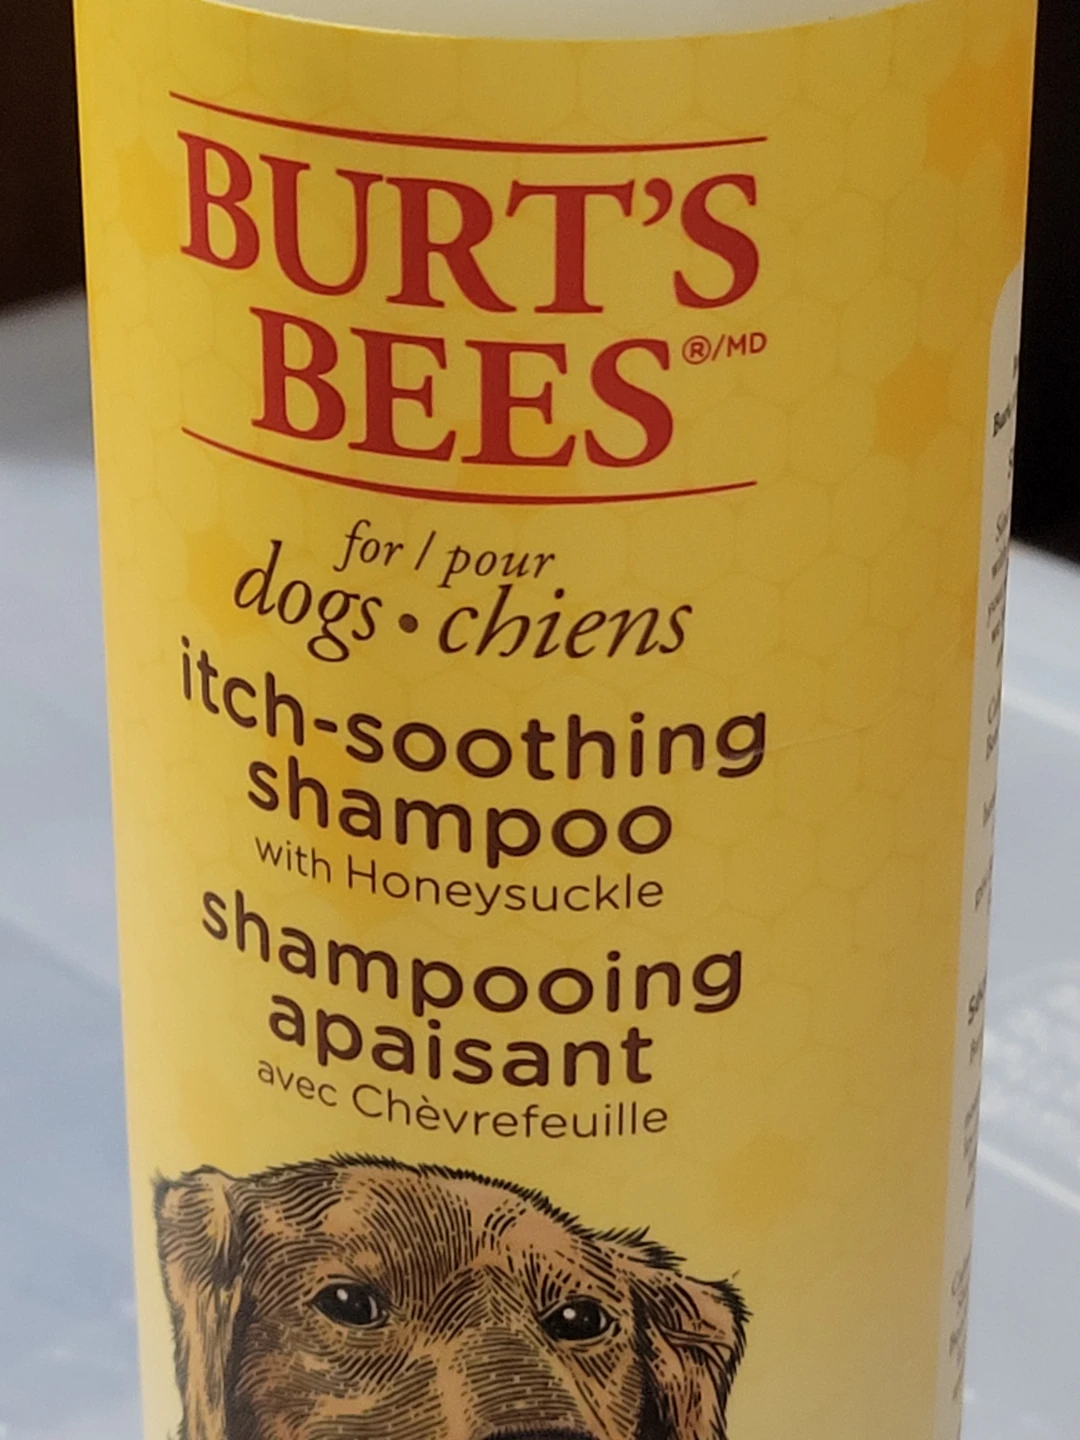 BURT'S
BEES®/MD
for / pour
dogs • chiens
itch-soothing
shampoo
with Honeysuckle
shampooing
apaisant
avec Chèvrefeuille